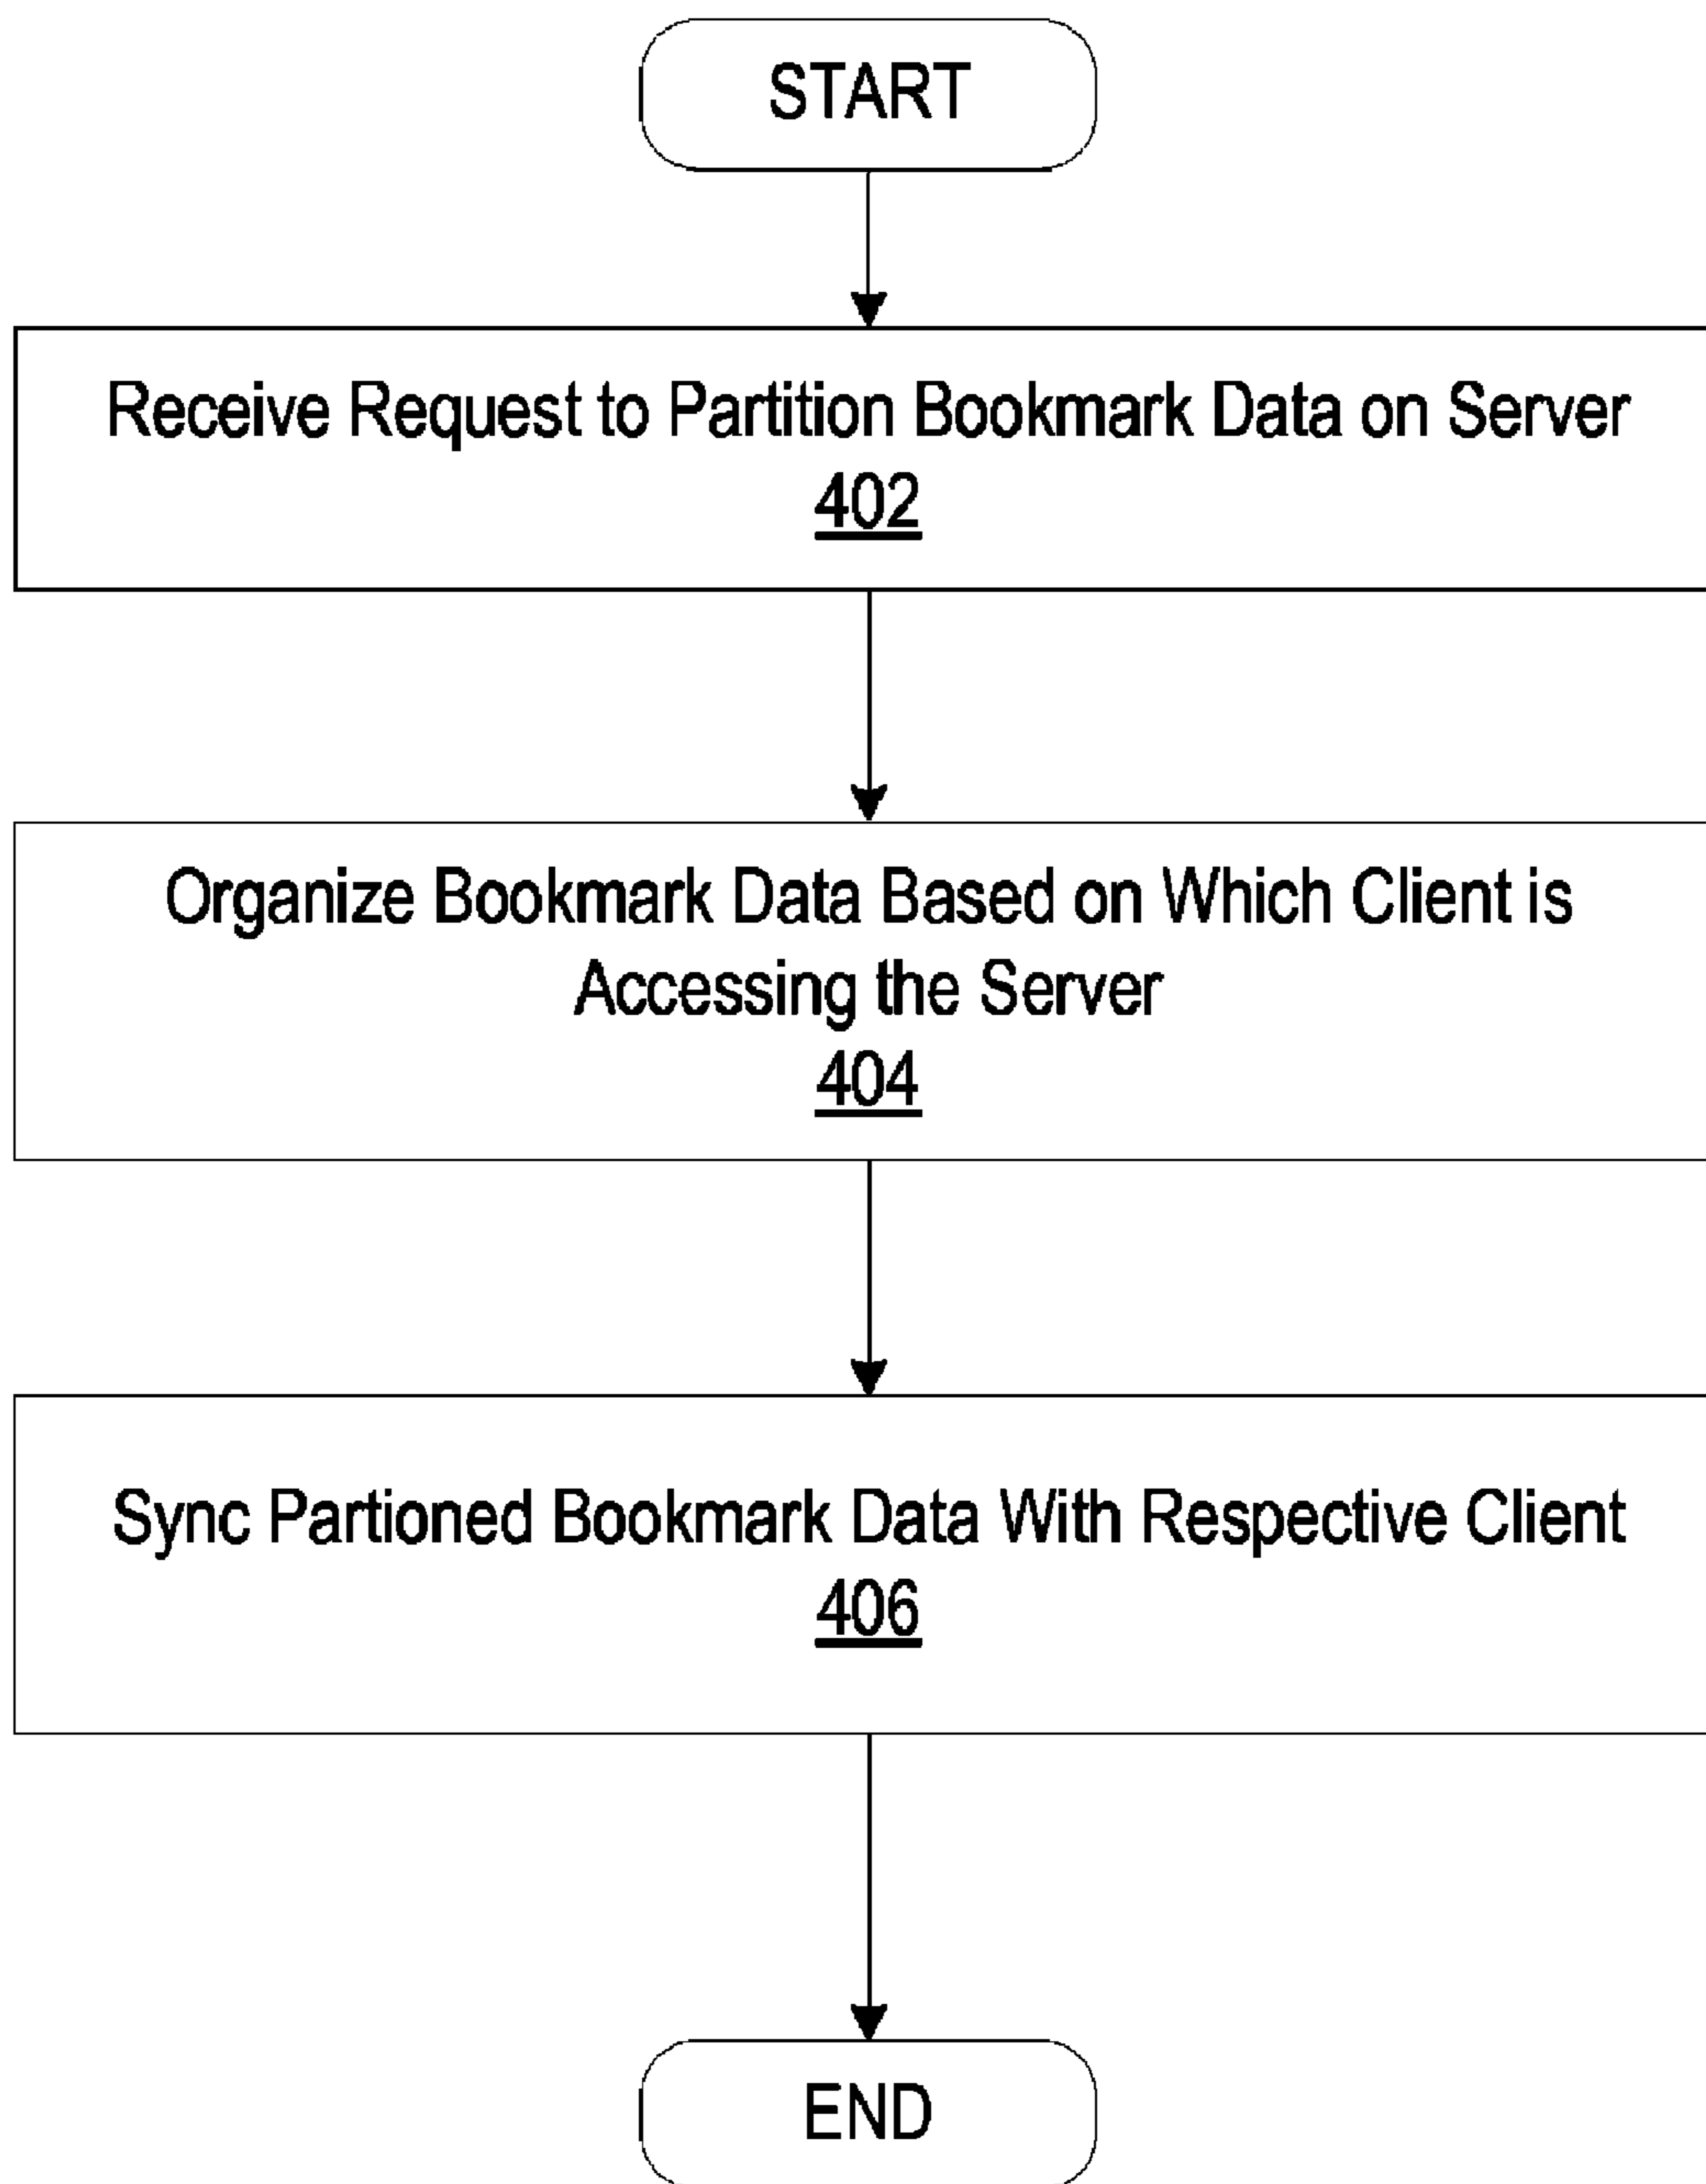 START
Receive Request to Partition Bookmark Data on Server
402
Organize Bookmark Data Based on Which Client is
Accessing the Server
404
Sync Partioned Bookmark Data With Respective Client
406
END